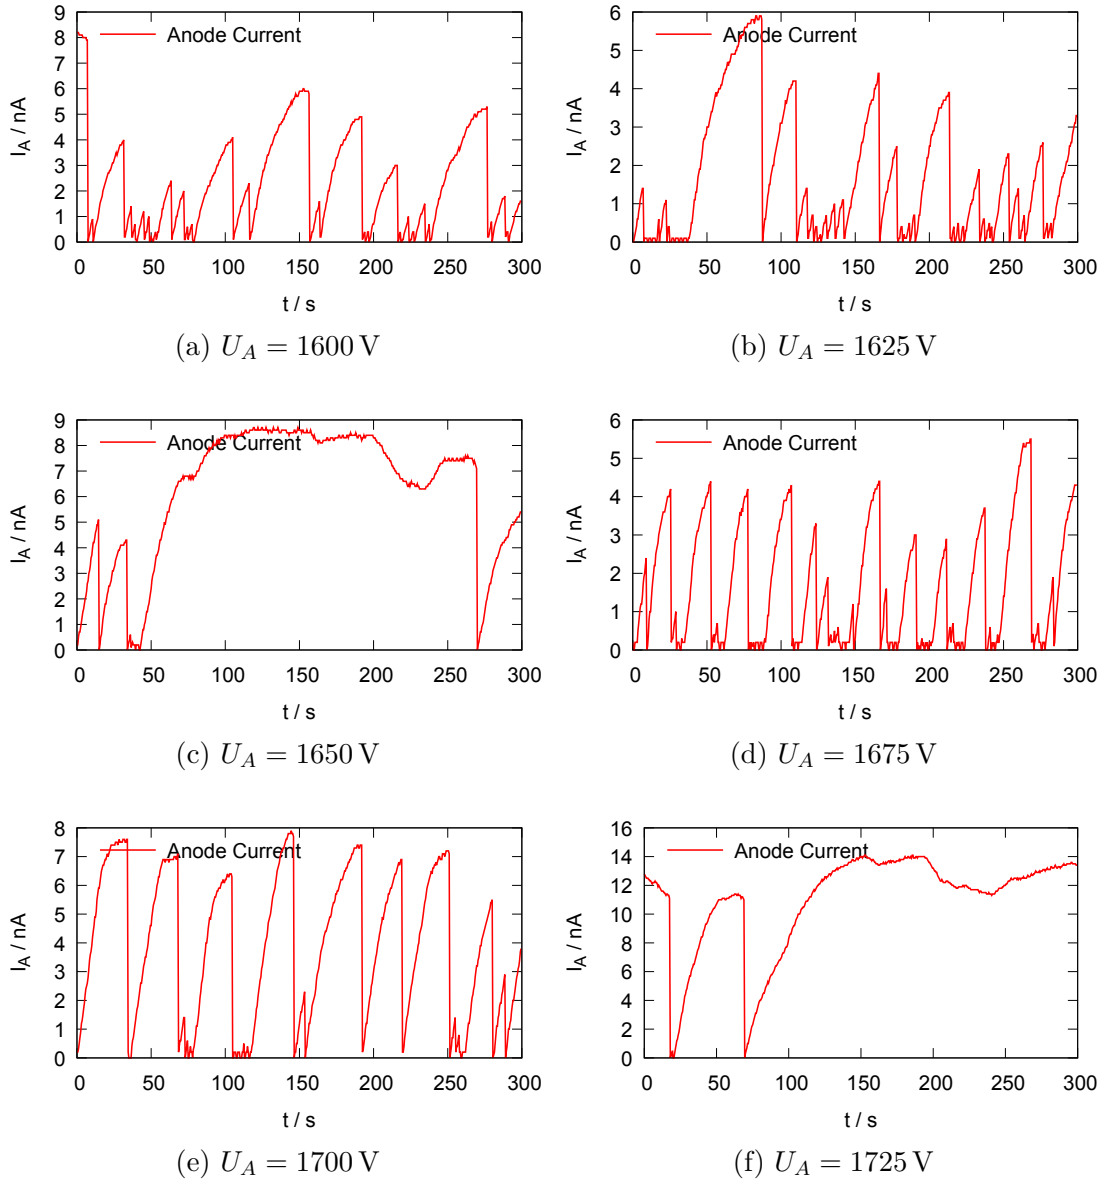 9
8
7
6
5
4
3
2
1
0
I_A / nA
Anode Current
0 50 100 150 200 250 300
t / s
(a) U_A = 1600 V
6
5
4
3
2
1
0
I_A / nA
Anode Current
0 50 100 150 200 250 300
t / s
(b) U_A = 1625 V
9
8
7
6
5
4
3
2
1
0
I_A / nA
Anode Current
0 50 100 150 200 250 300
t / s
(c) U_A = 1650 V
6
5
4
3
2
1
0
I_A / nA
Anode Current
0 50 100 150 200 250 300
t / s
(d) U_A = 1675 V
8
7
6
5
4
3
2
1
0
I_A / nA
Anode Current
0 50 100 150 200 250 300
t / s
(e) U_A = 1700 V
16
14
12
10
8
6
4
2
0
I_A / nA
Anode Current
0 50 100 150 200 250 300
t / s
(f) U_A = 1725 V